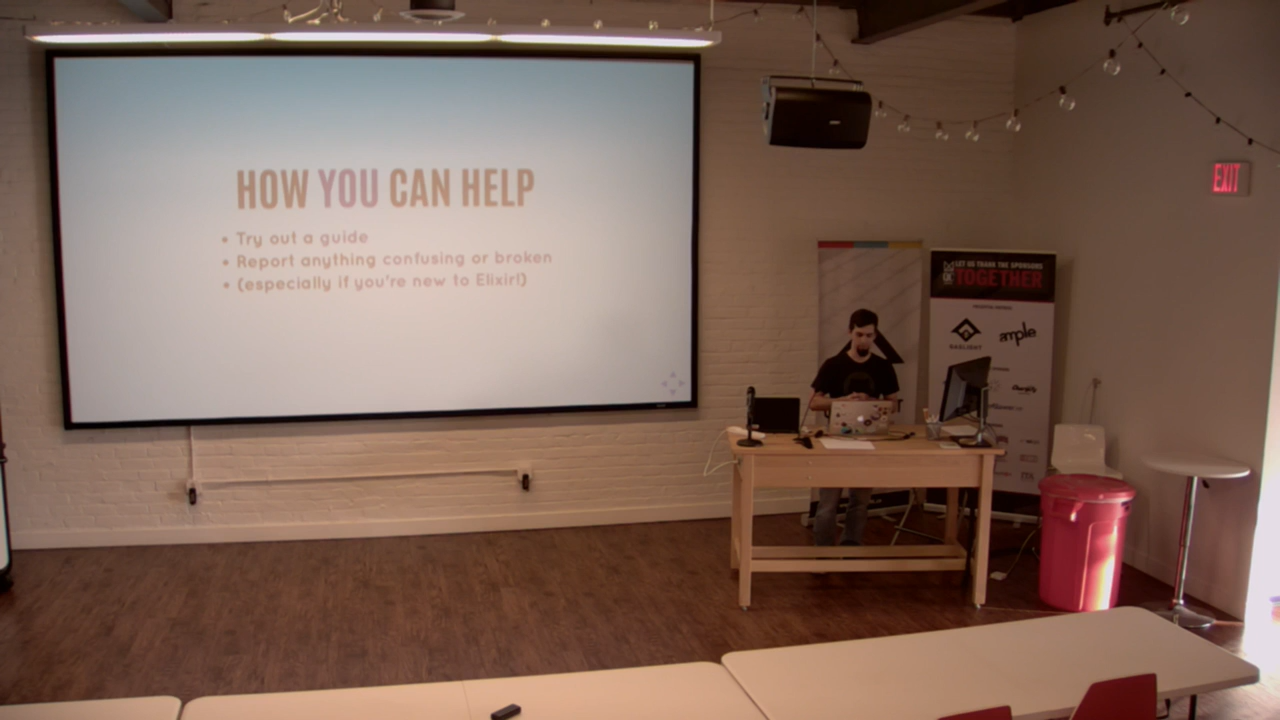 HOW YOU CAN HELP
• Try out a guide
• Report anything confusing or broken
• (especially if you're new to Elixir!)
EXIT
LET US THANK THE SPONSORS
TOGETHER
GASLIGHT
ample